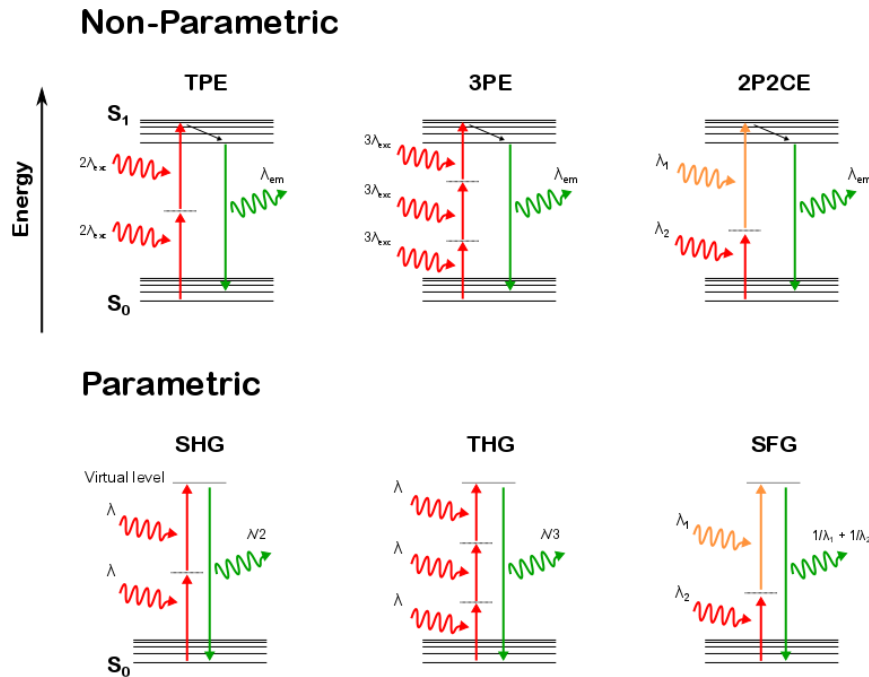 Non-Parametric
TPE
3PE
2P2CE
Energy
S₁
2λexc
2λexc
λem
S₀
3λexc
3λexc
3λexc
λem
λ₁
λ₂
λem
Parametric
SHG
THG
SFG
Virtual level
λ
λ
λ/2
S₀
λ
λ
λ
λ/3
λ₁
λ₂
1/λ₁ + 1/λ₂